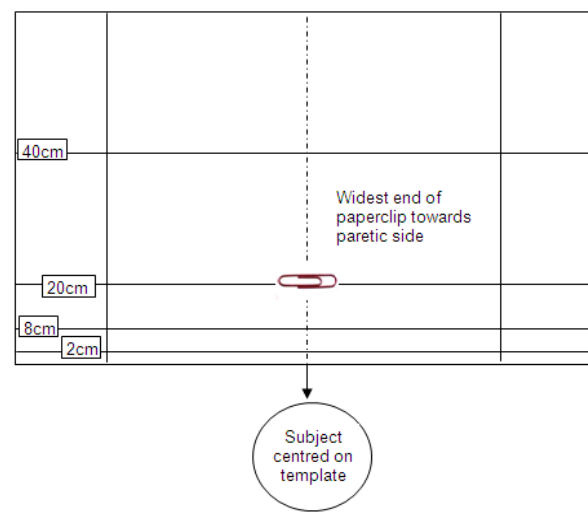 40cm
Widest end of
paperclip towards
paretic side
20cm
8cm
2cm
Subject
centred on
template